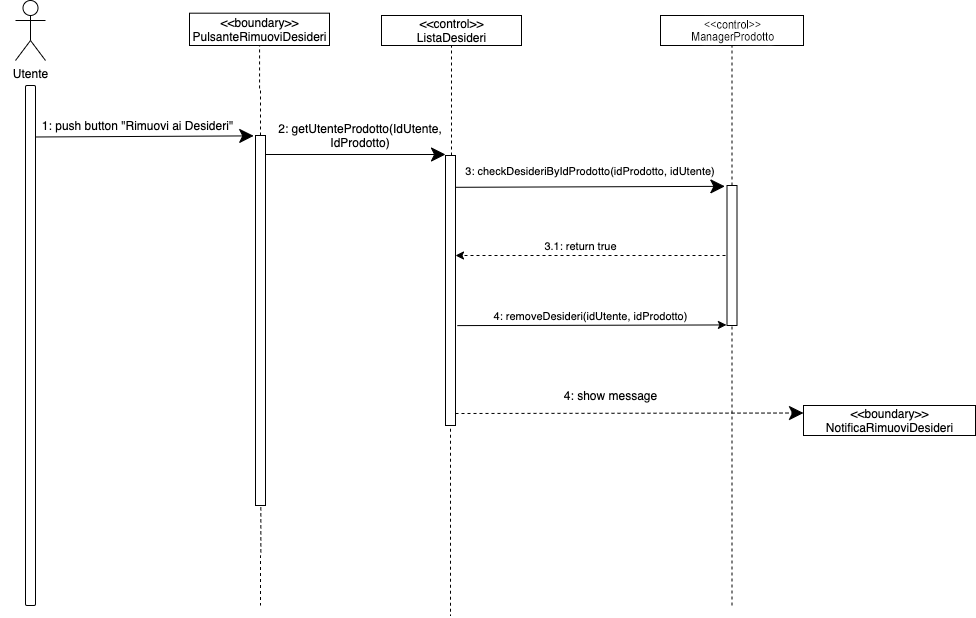 Utente
<<boundary>>
PulsanteRimuoviDesideri
<<control>>
ListaDesideri
<<control>>
ManagerProdotto
1: push button "Rimuovi ai Desideri"
2: getUtenteProdotto(IdUtente,
IdProdotto)
3: checkDesideriByIdProdotto(idProdotto, idUtente)
3.1: return true
4: removeDesideri(idUtente, idProdotto)
4: show message
<<boundary>>
NotificaRimuoviDesideri